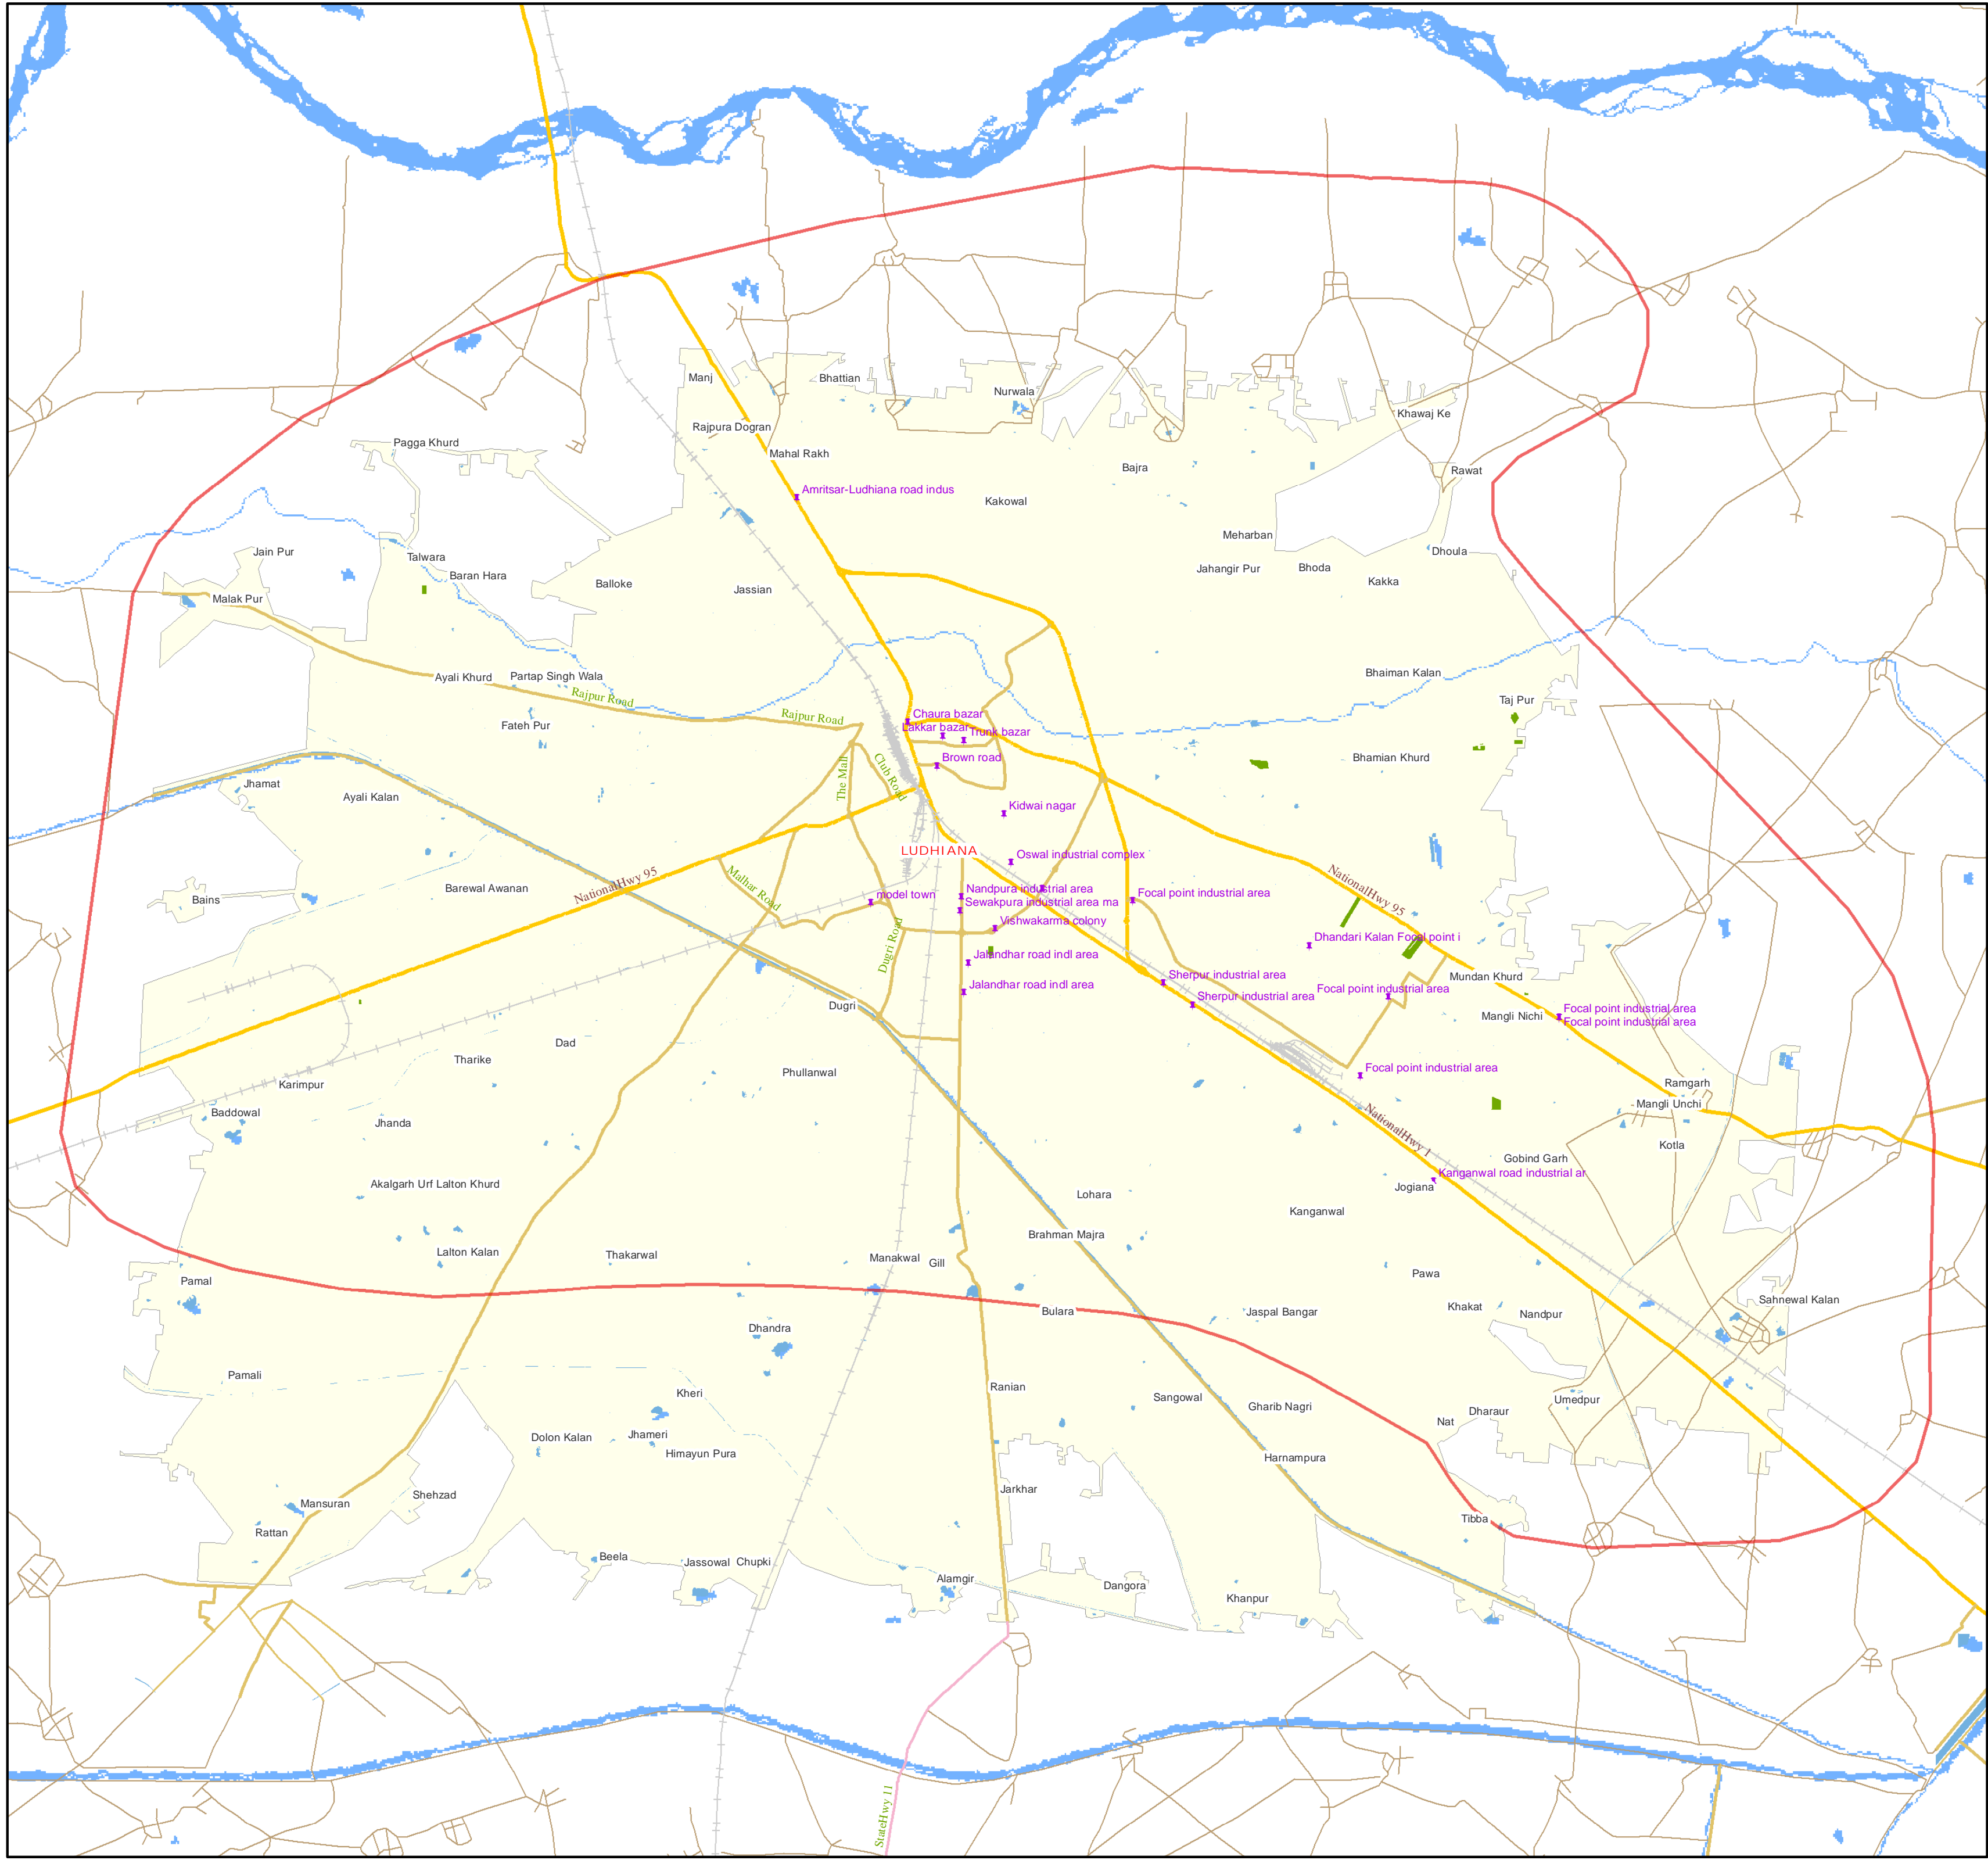 Manj
Bhattian
Nurwala
Khawaj Ke
Rajpura Dogran
Pagga Khurd
Mahal Rakh
Bajra
Rawat
Amritsar-Ludhiana road indus
Kakowal
Meharban
Jain Pur
Talwara
Dhoula
Baran Hara
Balloke
Jassian
Jahangir Pur
Bhoda
Kakka
Malak Pur
Ayali Khurd
Partap Singh Wala
Bhaiman Kalan
Rajpur Road
Taj Pur
Rajpur Road
Chaura bazar
Fateh Pur
Lakkar bazar
Trunk bazar
Brown road
Bhamian Khurd
The Mall
Club Road
Jhamat
Ayali Kalan
Kidwai nagar
LUDHIANA
Oswal industrial complex
NationalHwy 95
Malhar Road
NationalHwy 95
Barewal Awanan
Bains
model town
Nandpura industrial area
Focal point industrial area
Sewakpura industrial area ma
Vishwakarma colony
Dugri Road
Dhandari Kalan Focal point i
Jalandhar road indl area
Sherpur industrial area
Mundan Khurd
Jalandhar road indl area
Focal point industrial area
Sherpur industrial area
Dugri
Focal point industrial area
Mangli Nichi
Focal point industrial area
Dad
Tharike
Phullanwal
Focal point industrial area
Karimpur
Ramgarh
Mangli Unchi
Baddowal
Jhanda
NationalHwy 1
Kotla
Gobind Garh
Kanganwal road industrial ar
Akalgarh Urf Lalton Khurd
Jogiana
Lohara
Kanganwal
Brahman Majra
Lalton Kalan
Thakarwal
Manakwal
Gill
Pawa
Pamal
Sahnewal Kalan
Bulara
Jaspal Bangar
Khakat
Nandpur
Dhandra
Pamali
Ranian
Kheri
Sangowal
Umedpur
Gharib Nagri
Dharaur
Nat
Dolon Kalan
Jhameri
Himayun Pura
Harnampura
Jarkhar
Shehzad
Mansuran
Tibba
Rattan
Beela
Jassowal
Chupki
Alamgir
Dangora
Khanpur
StateHwy 11